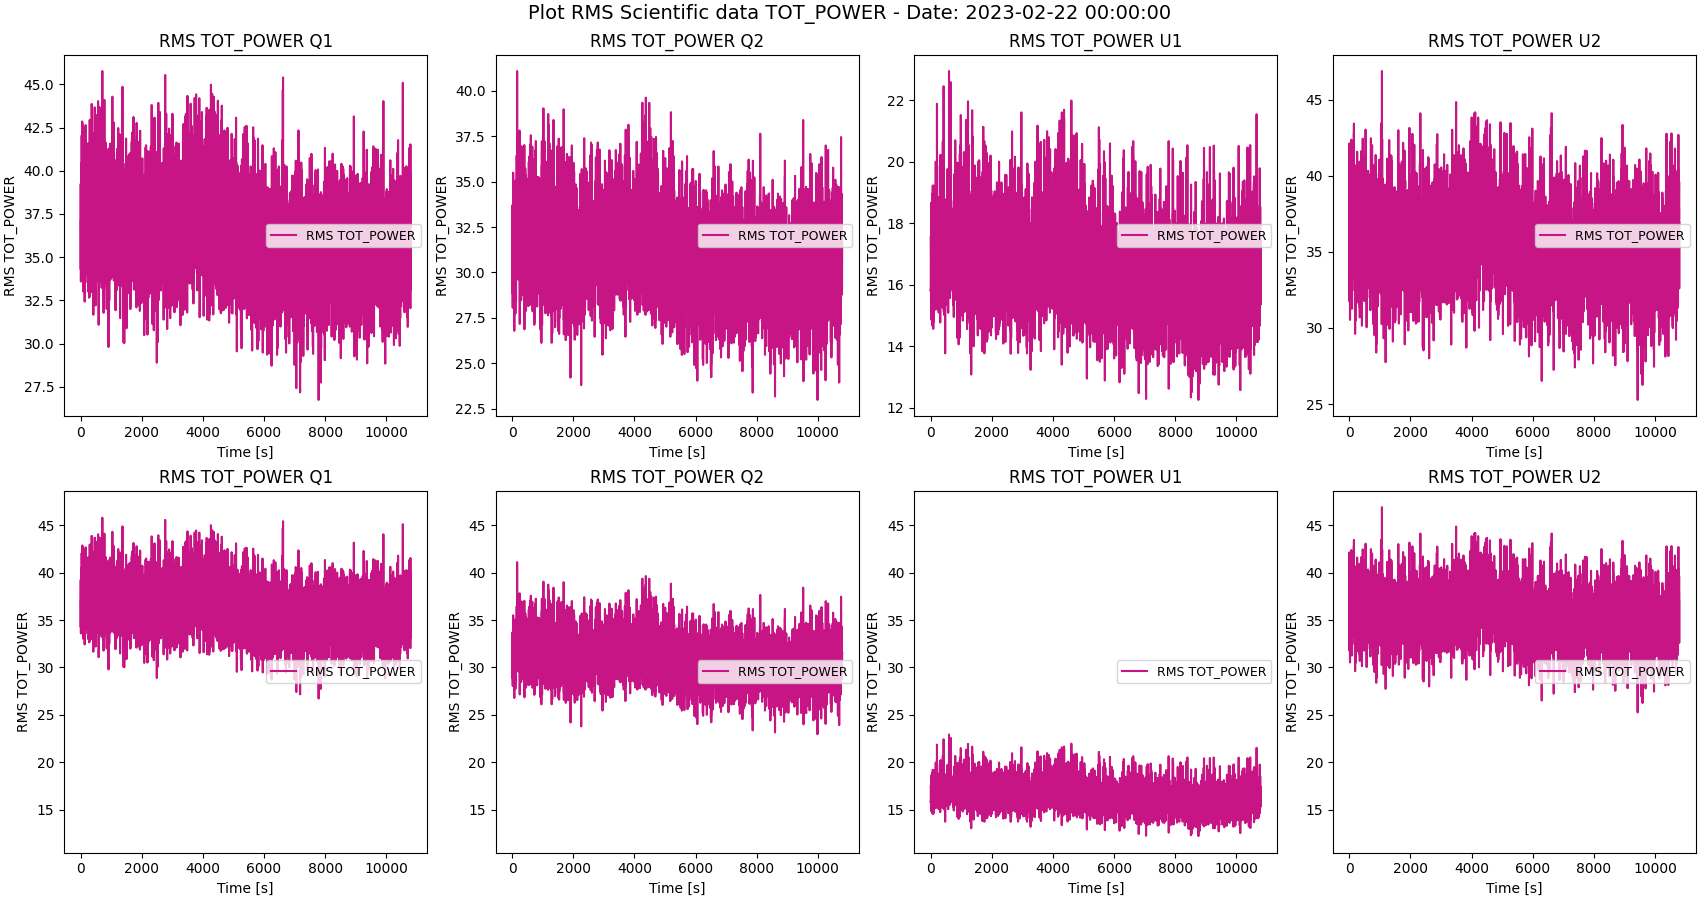 Plot RMS Scientific data TOT_POWER - Date: 2023-02-22 00:00:00
RMS TOT_POWER Q1
RMS TOT_POWER
45.0
42.5
40.0
37.5
35.0
32.5
30.0
27.5
RMS TOT_POWER
0 2000 4000 6000 8000 10000
Time [s]
RMS TOT_POWER Q2
RMS TOT_POWER
40.0
37.5
35.0
32.5
30.0
27.5
25.0
22.5
RMS TOT_POWER
0 2000 4000 6000 8000 10000
Time [s]
RMS TOT_POWER U1
RMS TOT_POWER
22
20
18
16
14
12
RMS TOT_POWER
0 2000 4000 6000 8000 10000
Time [s]
RMS TOT_POWER U2
RMS TOT_POWER
45
40
35
30
25
RMS TOT_POWER
0 2000 4000 6000 8000 10000
Time [s]
RMS TOT_POWER Q1
RMS TOT_POWER
45
40
35
30
25
20
15
RMS TOT_POWER
0 2000 4000 6000 8000 10000
Time [s]
RMS TOT_POWER Q2
RMS TOT_POWER
45
40
35
30
25
20
15
RMS TOT_POWER
0 2000 4000 6000 8000 10000
Time [s]
RMS TOT_POWER U1
RMS TOT_POWER
45
40
35
30
25
20
15
RMS TOT_POWER
0 2000 4000 6000 8000 10000
Time [s]
RMS TOT_POWER U2
RMS TOT_POWER
45
40
35
30
25
20
15
RMS TOT_POWER
0 2000 4000 6000 8000 10000
Time [s]